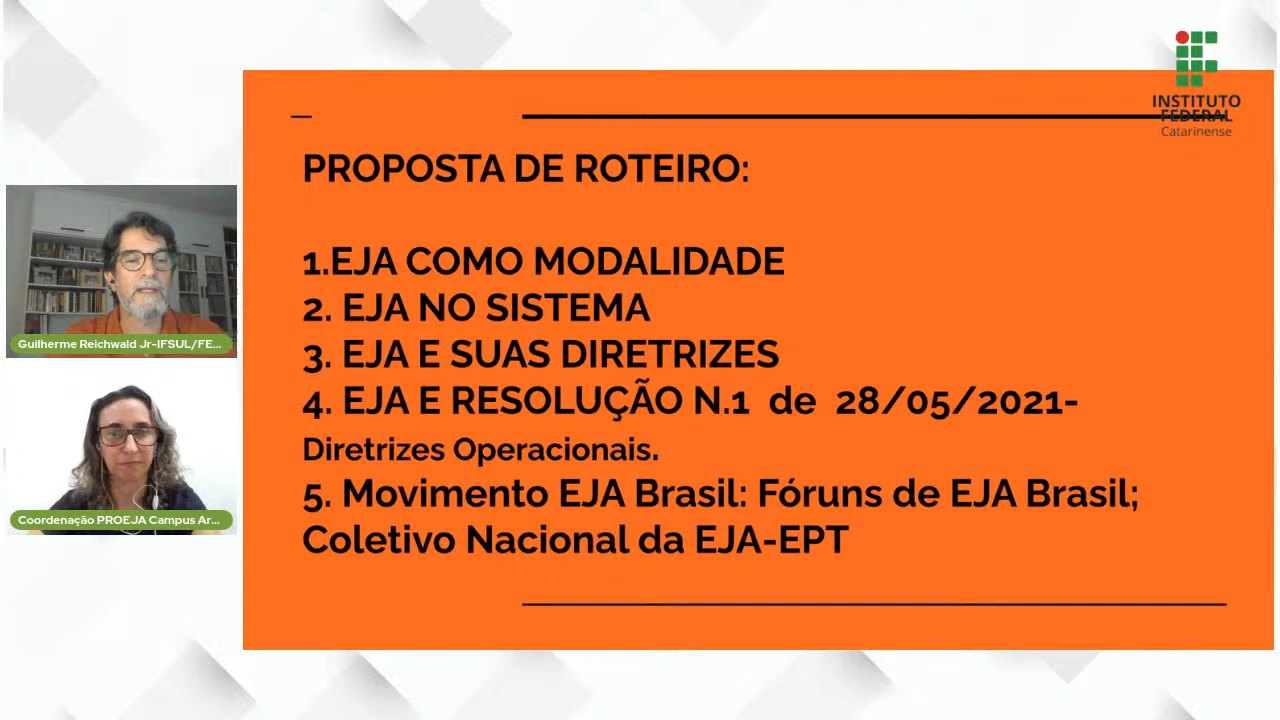 INSTITUTO
FEDERAL
Catarinense
PROPOSTA DE ROTEIRO:
1.EJA COMO MODALIDADE
2. EJA NO SISTEMA
3. EJA E SUAS DIRETRIZES
4. EJA E RESOLUÇÃO N.1 de 28/05/2021-
Diretrizes Operacionais.
5. Movimento EJA Brasil: Fóruns de EJA Brasil;
Coletivo Nacional da EJA-EPT
Guilherme Reichwald Jr-IFSUL/FE...
Coordenação PROEJA Campus Ar...